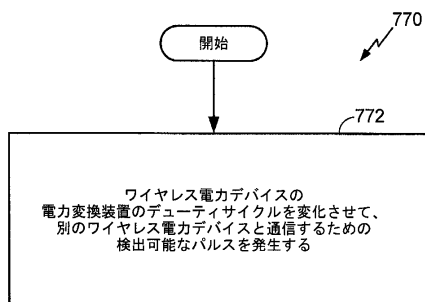 開始
770
772
ワイヤレス電力デバイスの
電力変換装置のデューティサイクルを変化させて、
別のワイヤレス電力デバイスと通信するための
検出可能なパルスを発生する